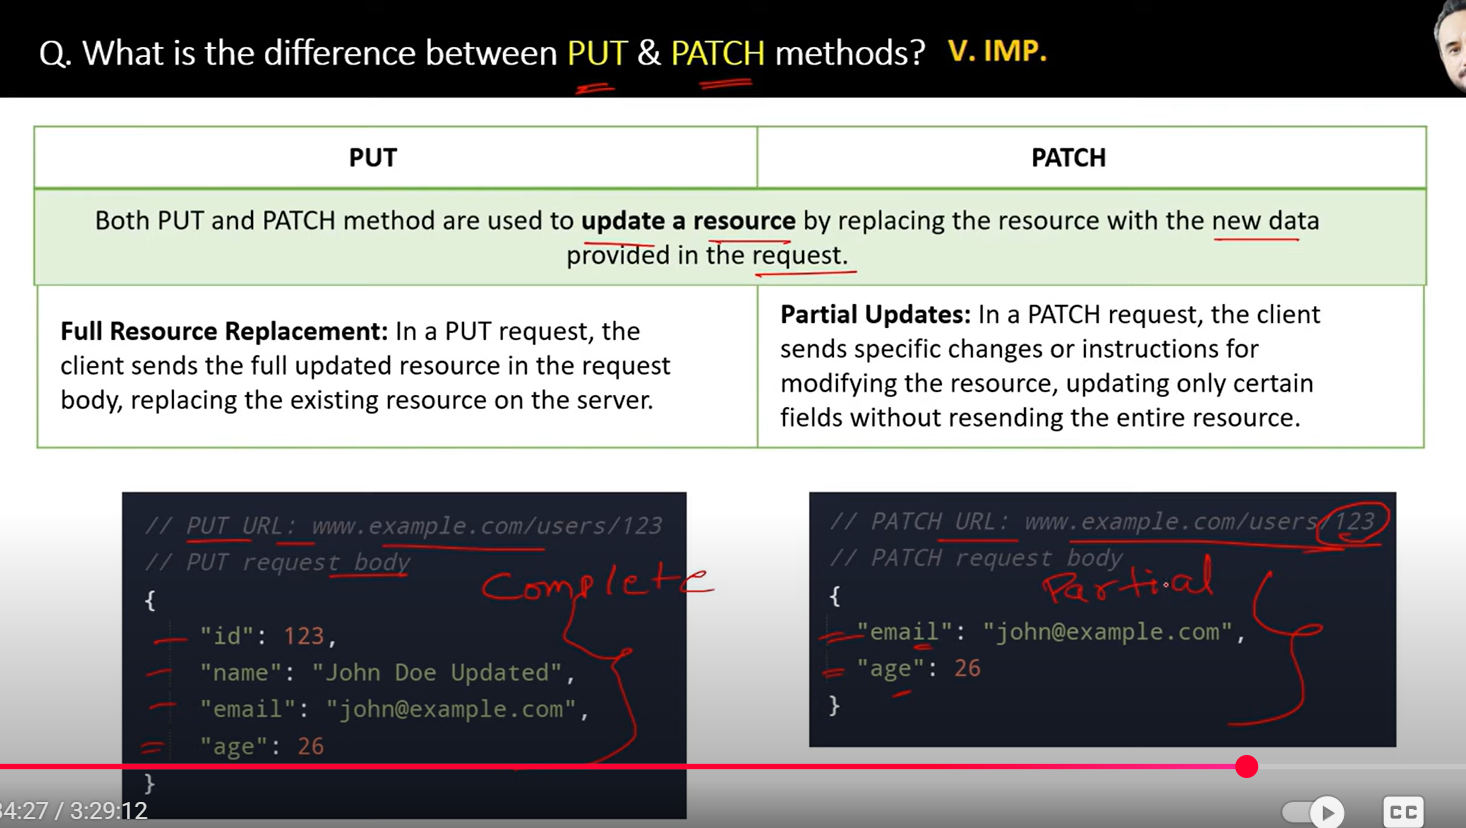 Q. What is the difference between PUT & PATCH methods? V. IMP.
PUT
PATCH
Both PUT and PATCH method are used to update a resource by replacing the resource with the new data
provided in the request.
Full Resource Replacement: In a PUT request, the
client sends the full updated resource in the request
body, replacing the existing resource on the server.
Partial Updates: In a PATCH request, the client
sends specific changes or instructions for
modifying the resource, updating only certain
fields without resending the entire resource.
// PUT URL: www.example.com/users/123
// PUT request body
Complete
{
"id": 123,
"name": "John Doe Updated",
"email": "john@example.com",
"age": 26
}
// PATCH URL: www.example.com/users/123
// PATCH request body
Partial
{
"email": "john@example.com",
"age": 26
}
34:27 / 3:29:12
CC